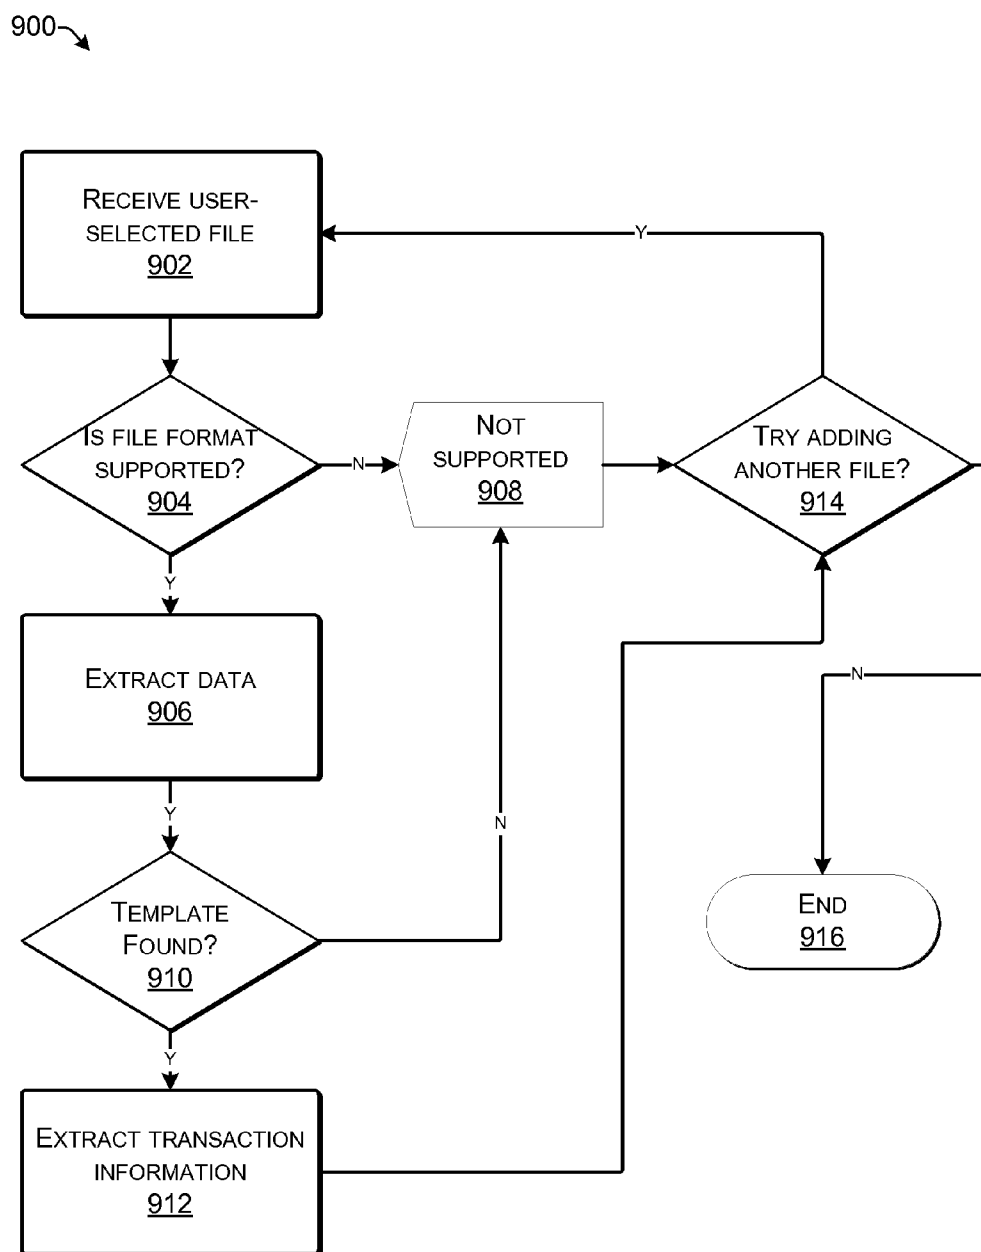 900
RECEIVE USER-
SELECTED FILE
902
Y
IS FILE FORMAT
SUPPORTED?
904
N
NOT
SUPPORTED
908
TRY ADDING
ANOTHER FILE?
914
Y
EXTRACT DATA
906
N
Y
N
TEMPLATE
FOUND?
910
END
916
Y
EXTRACT TRANSACTION
INFORMATION
912